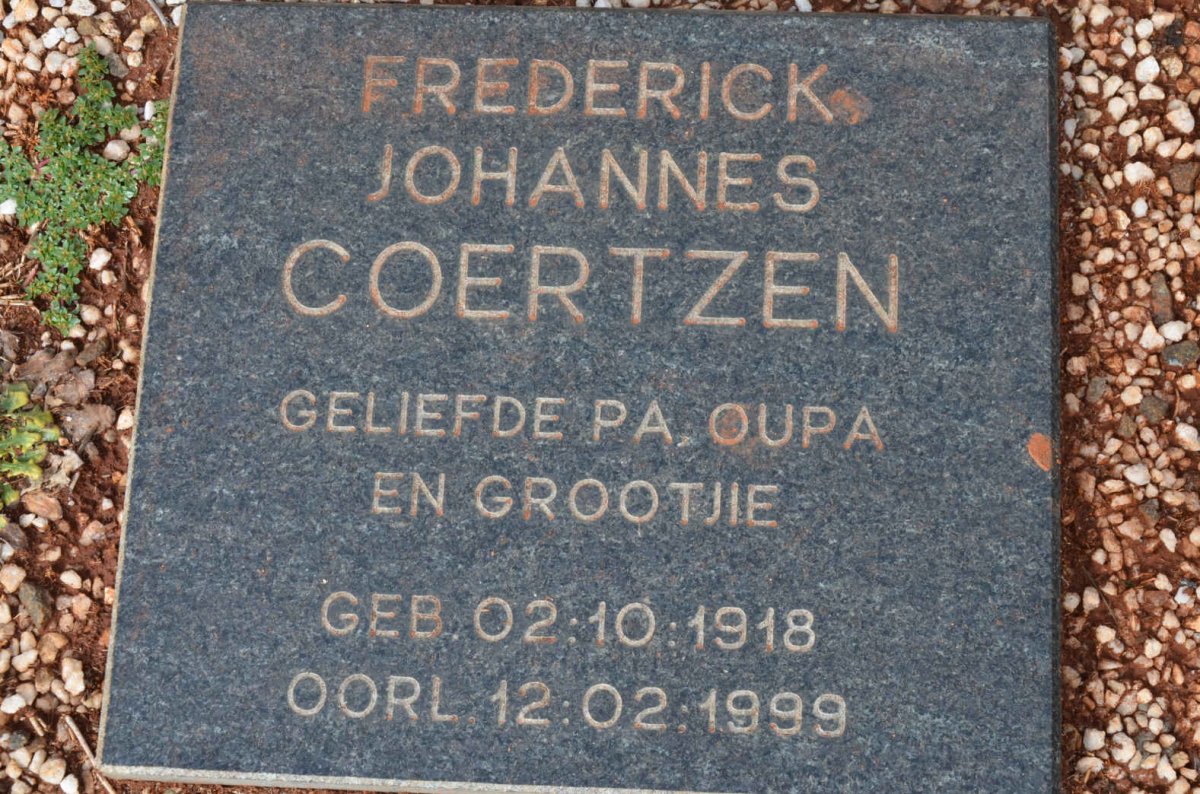 FREDERICK
JOHANNES
COERTZEN
GELIEFDE PA, OUPA
EN GROOTJIE
GEB. 02:10:1918
OORL. 12:02:1999